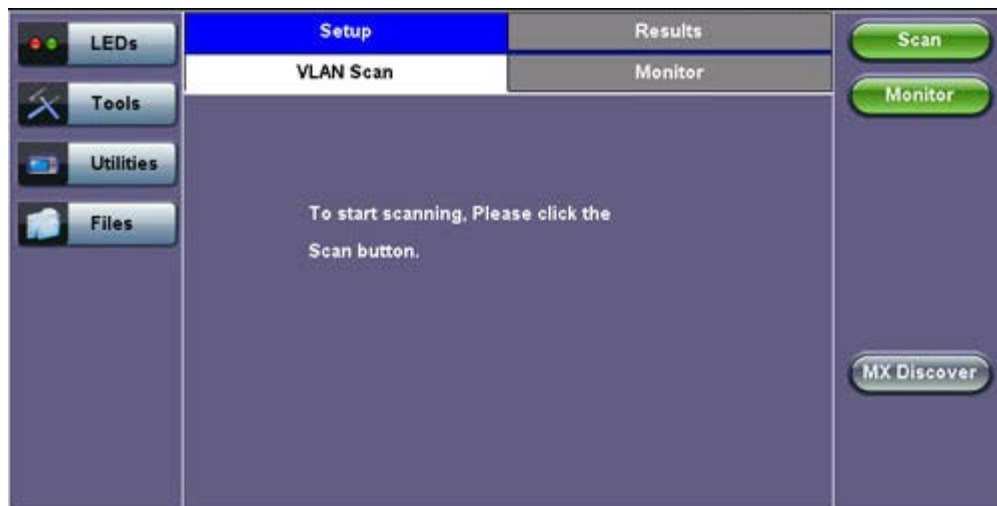 LEDs
Tools
Utilities
Files
Setup
Results
VLAN Scan
Monitor
To start scanning, Please click the
Scan button.
Scan
Monitor
MX Discover